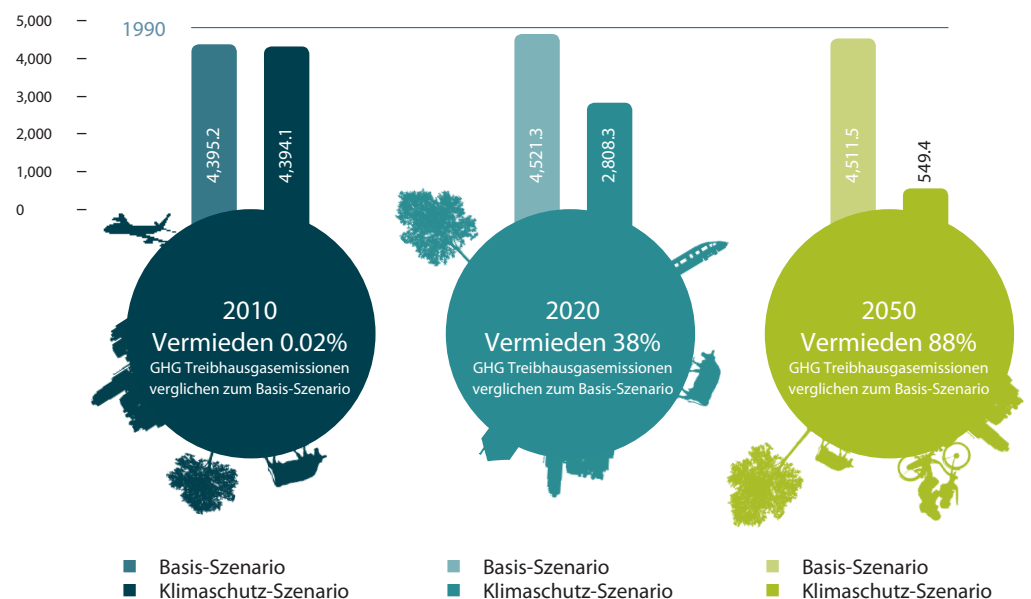 5,000
4,000
3,000
2,000
1,000
0
1990
4,395.2
4,394.1
4,521.3
2,808.3
4,511.5
549.4
2010
Vermieden 0.02%
GHG Treibhausgasemissionen
verglichen zum Basis-Szenario
2020
Vermieden 38%
GHG Treibhausgasemissionen
verglichen zum Basis-Szenario
2050
Vermieden 88%
GHG Treibhausgasemissionen
verglichen zum Basis-Szenario
Basis-Szenario
Klimaschutz-Szenario
Basis-Szenario
Klimaschutz-Szenario
Basis-Szenario
Klimaschutz-Szenario